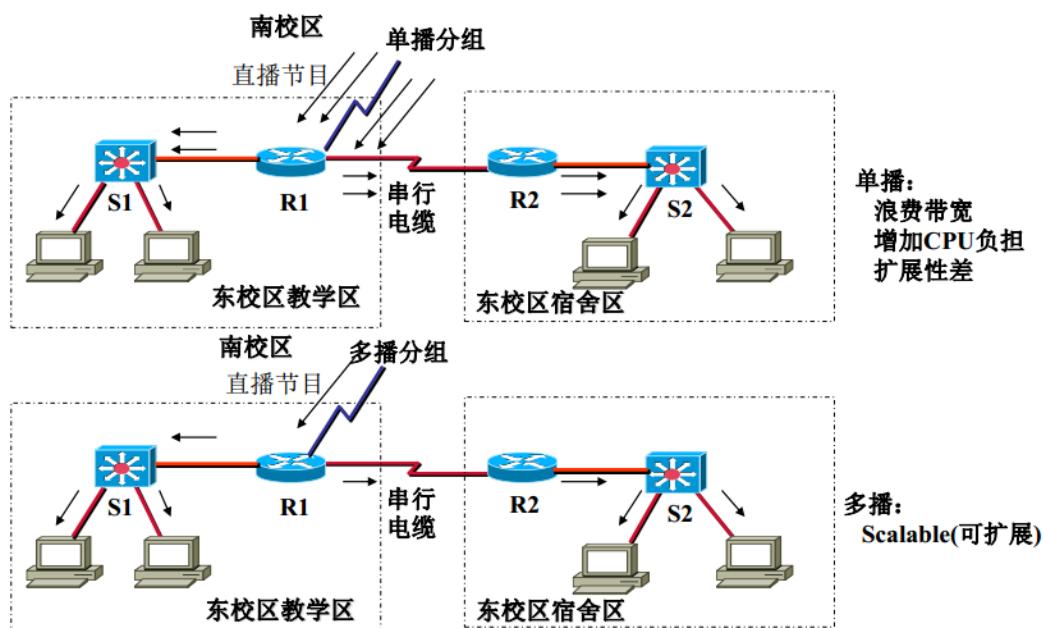 南校区
单播分组
直播节目
S1
R1
串行
电缆
R2
S2
东校区教学区
东校区宿舍区
单播：
浪费带宽
增加CPU负担
扩展性差
南校区
多播分组
直播节目
S1
R1
串行
电缆
R2
S2
东校区教学区
东校区宿舍区
多播：
Scalable(可扩展)